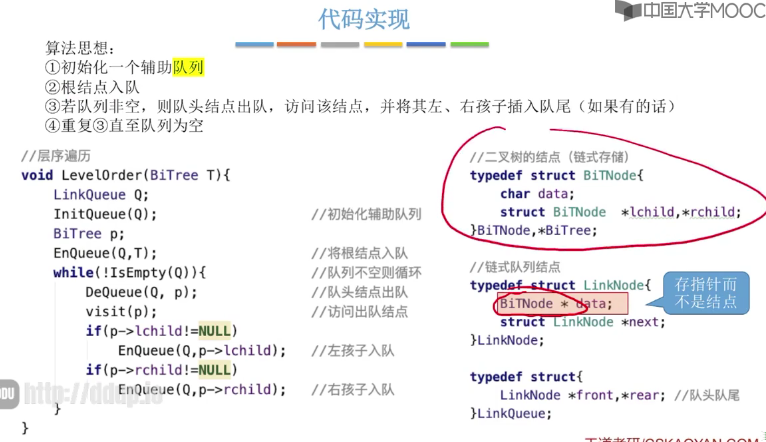 代码实现
中国大学MOOC
算法思想：
①初始化一个辅助队列
②根结点入队
③若队列非空，则队头结点出队，访问该结点，并将其左、右孩子插入队尾（如果有的话）
④重复③直至队列为空
//层序遍历
void LevelOrder(BiTree T){
LinkQueue Q;
InitQueue(Q); //初始化辅助队列
BiTree p;
EnQueue(Q,T); //将根结点入队
while(!IsEmpty(Q)){ //队列不空则循环
DeQueue(Q, p); //队头结点出队
visit(p); //访问出队结点
if(p->lchild!=NULL)
EnQueue(Q,p->lchild); //左孩子入队
if(p->rchild!=NULL)
EnQueue(Q,p->rchild); //右孩子入队
}
}
//二叉树的结点（链式存储）
typedef struct BiTNode{
char data;
struct BiTNode *lchild,*rchild;
}BiTNode,*BiTree;
//链式队列结点
typedef struct LinkNode{
BiTNode * data;
struct LinkNode *next;
}LinkNode;
存指针而
不是结点
typedef struct{
LinkNode *front,*rear; //队头队尾
}LinkQueue;